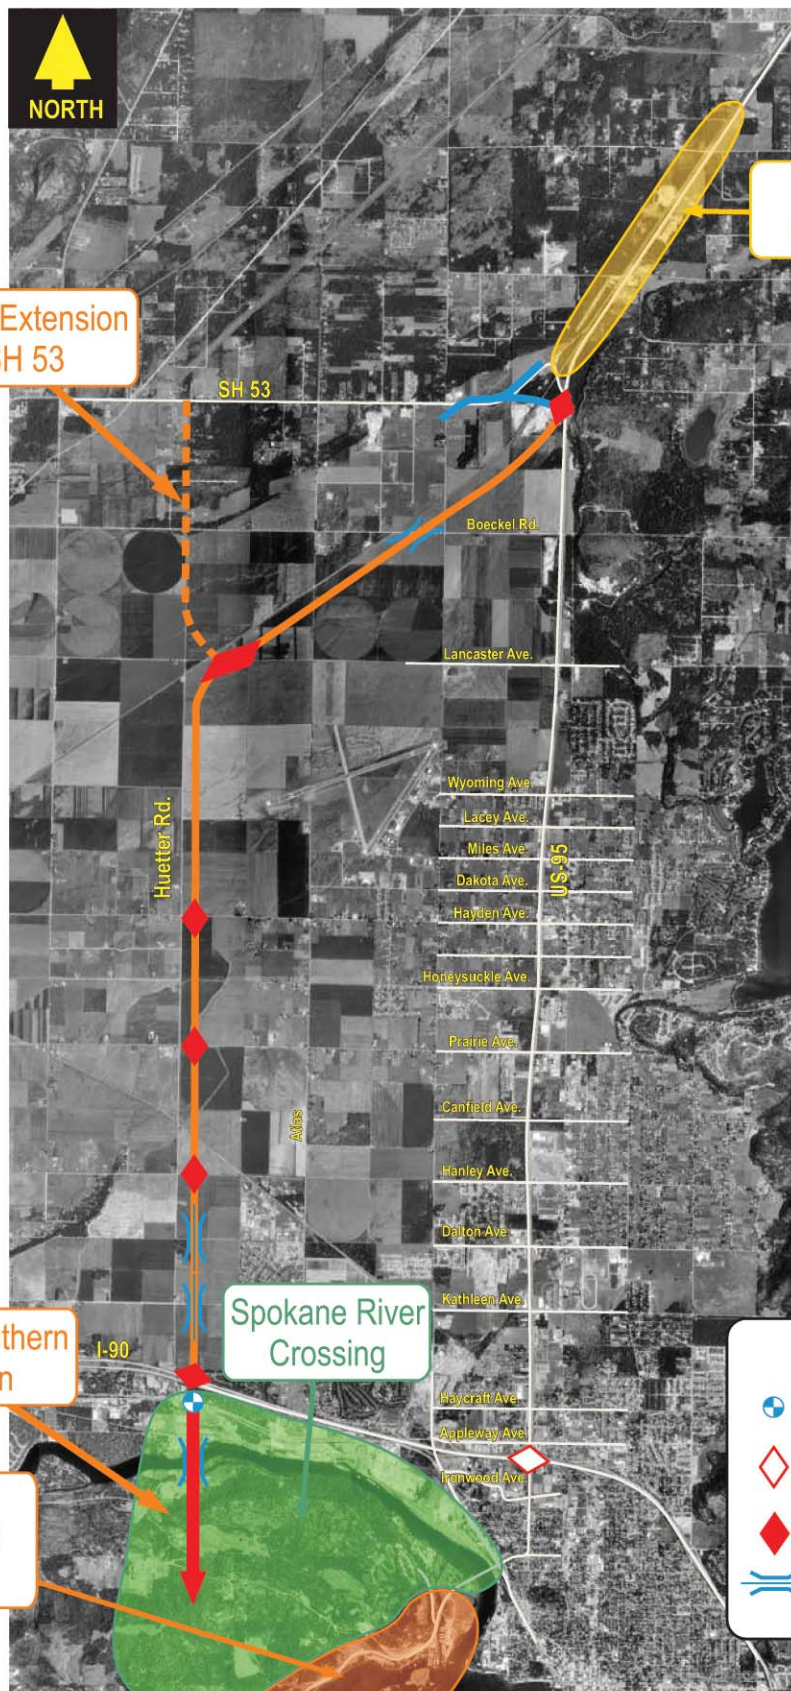 NORTH
Extension
SH 53
SH 53
Boeckel Rd.
Lancaster Ave.
Wyoming Ave.
Lacey Ave.
Miles Ave.
US-95
Dakota Ave.
Huetter Rd.
Hayden Ave.
Honeysuckle Ave.
Prairie Ave.
Canfield Ave.
Atlas
Hanley Ave.
Dalton Ave.
Kathleen Ave.
Spokane River
Crossing
I-90
Haycraft Ave.
Appleway Ave.
Ironwood Ave.